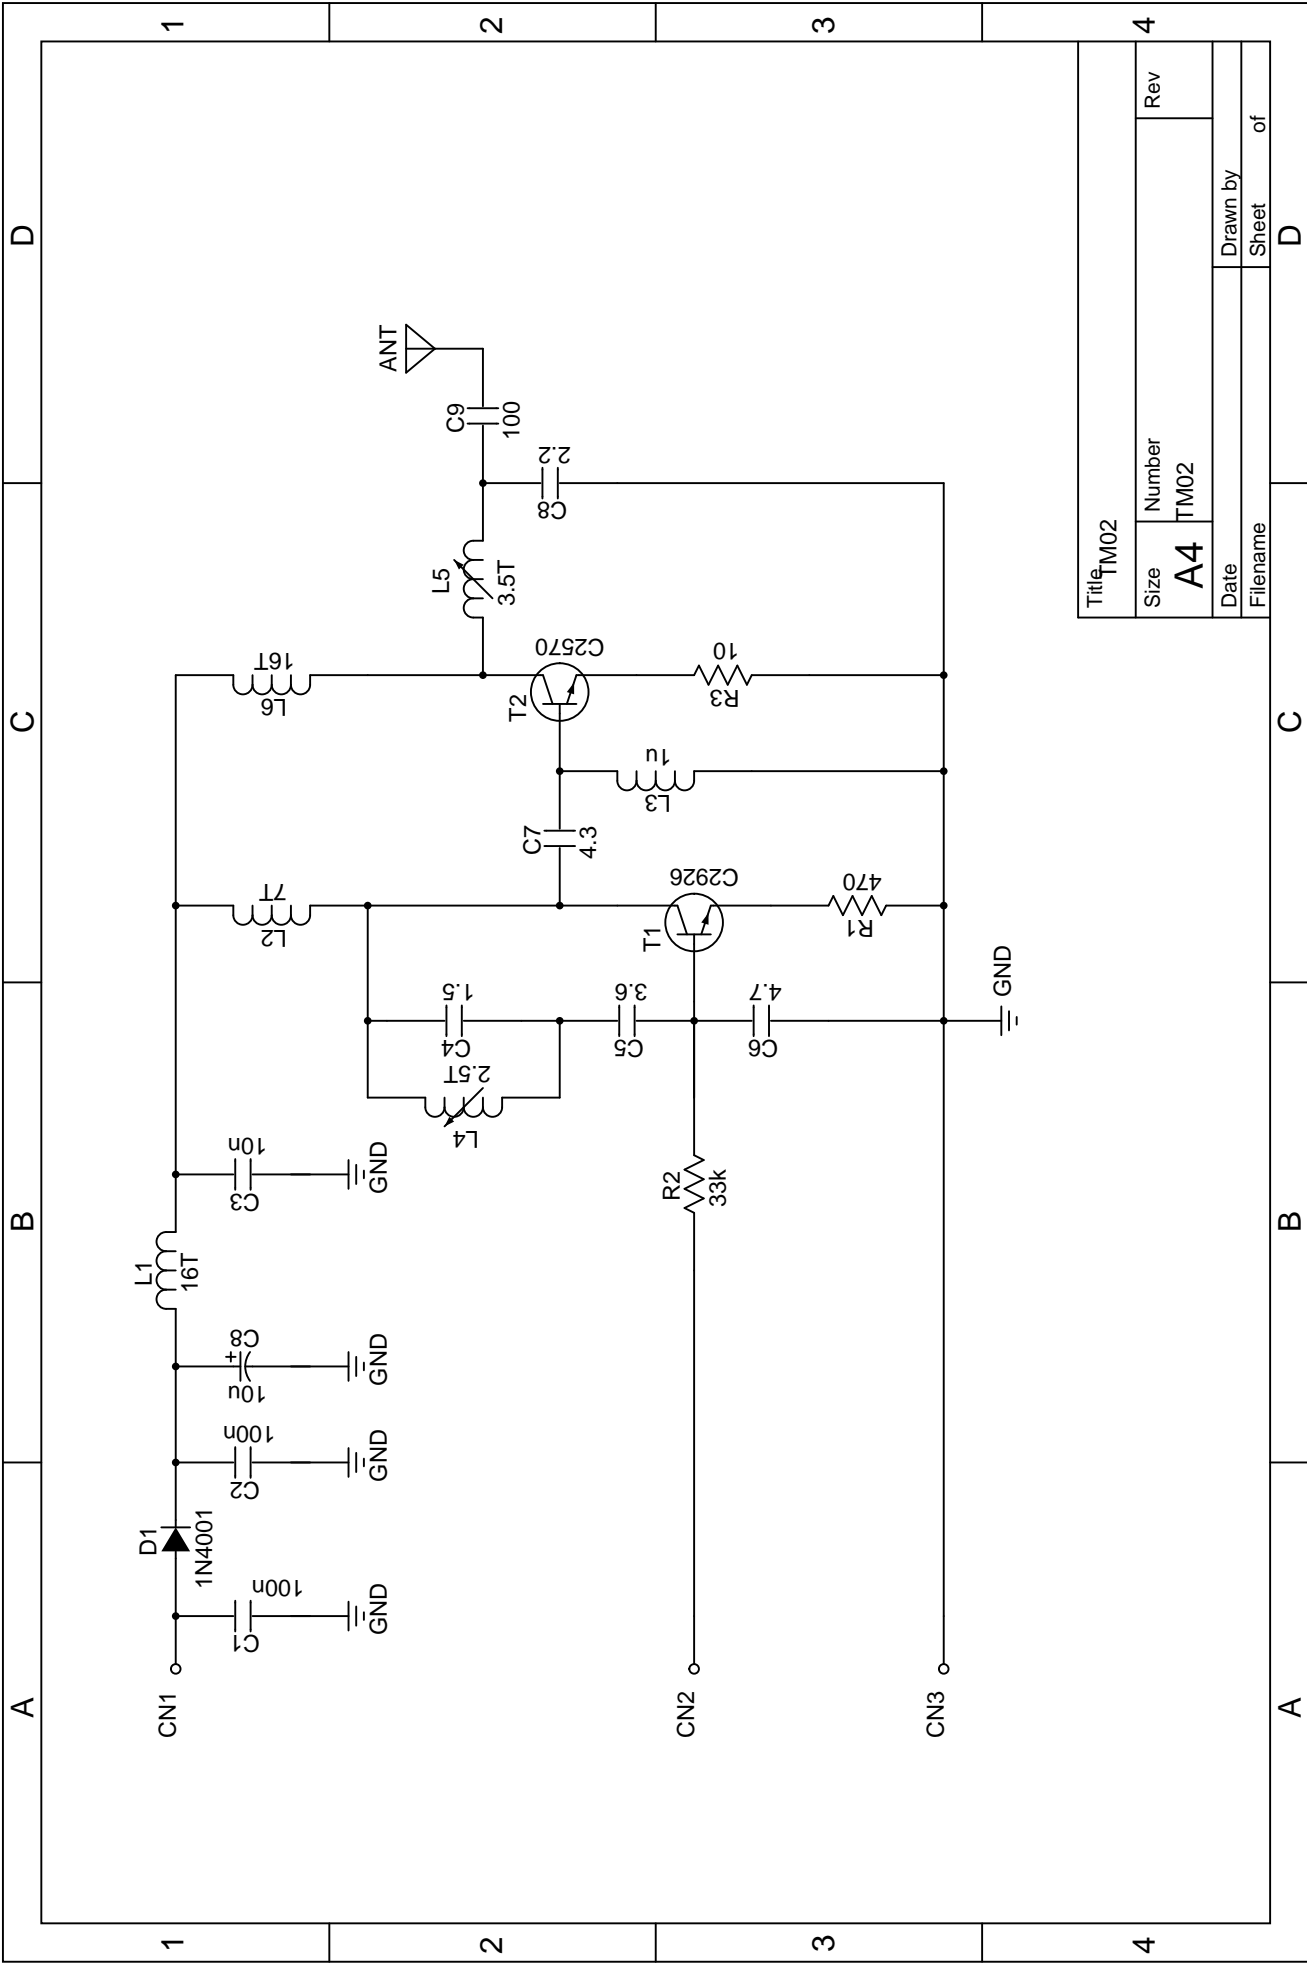 A
B
C
D
1
1
CN1
C1
100n
GND
D1
1N4001
C2
100n
GND
C8
10u
+
GND
L1
16T
C3
10n
GND
L2
7T
L6
16T
ANT
2
2
L4
2.5T
C4
1.5
C5
3.6
C7
4.3
T2
C2570
L5
3.5T
C9
100
C8
2.2
CN2
R2
33k
C6
4.7
T1
C2926
L3
1u
R3
10
R1
470
3
3
CN3
GND
4
4
Title
TM02
Size
A4
Number
TM02
Rev
Date
Drawn by
Filename
Sheet of
A
B
C
D